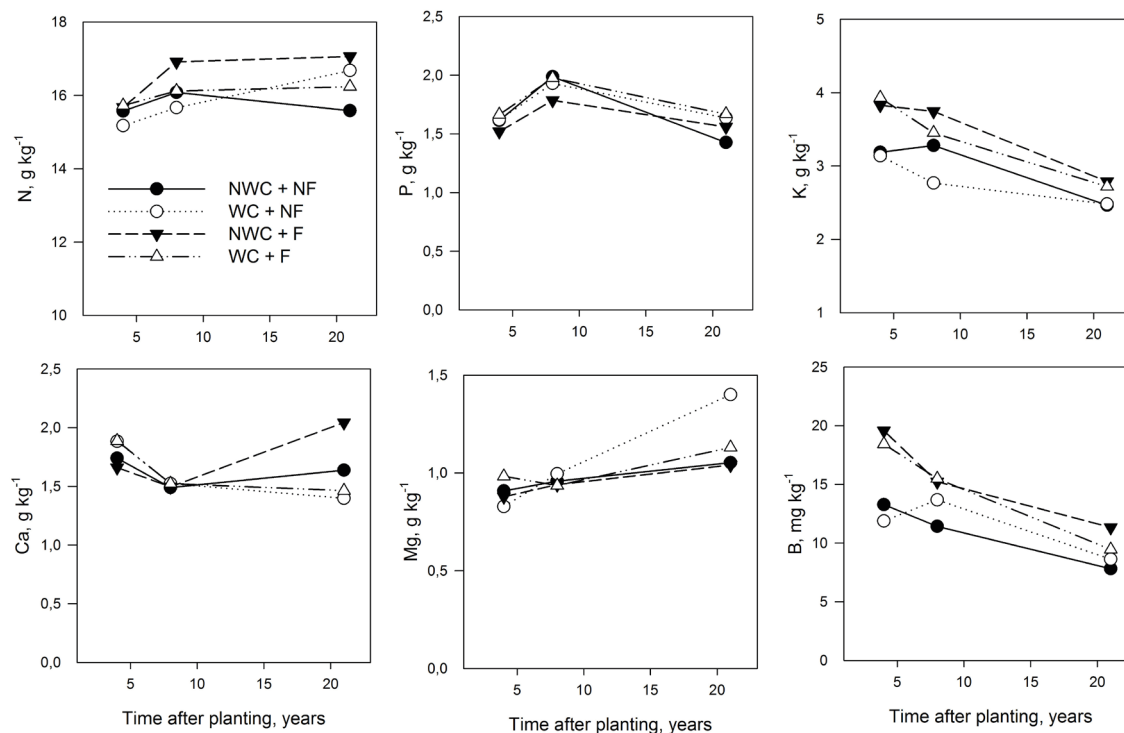 18
16
14
12
10
N, g kg-1
NWC + NF
WC + NF
NWC + F
WC + F
5 10 15 20
2,5
2,0
1,5
1,0
0,5
0,0
P, g kg-1
5 10 15 20
5
4
3
2
1
K, g kg-1
5 10 15 20
2,5
2,0
1,5
1,0
0,5
0,0
Ca, g kg-1
5 10 15 20
Time after planting, years
1,5
1,0
0,5
0,0
Mg, g kg-1
5 10 15 20
Time after planting, years
25
20
15
10
5
0
B, mg kg-1
5 10 15 20
Time after planting, years